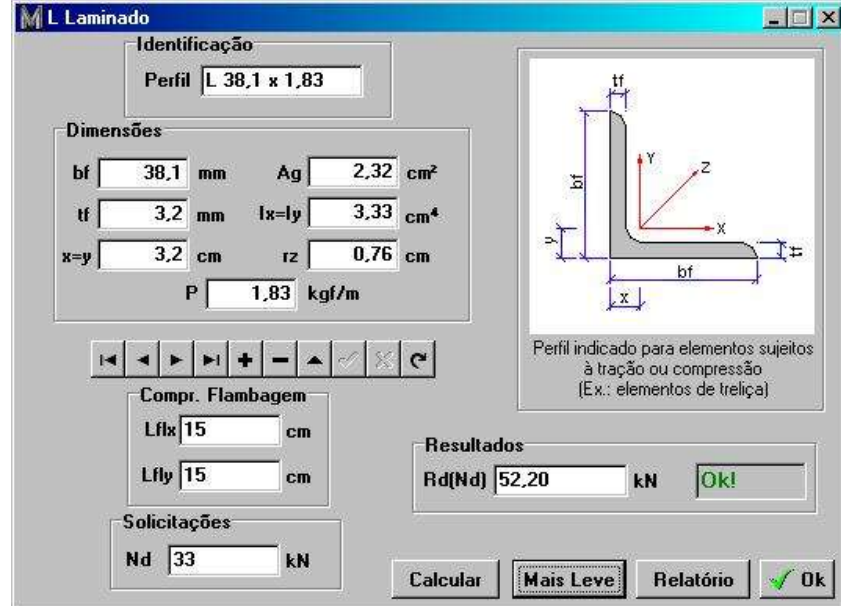 L Laminado
Identificação
Perfil L 38,1 x 1,83
Dimensões
bf 38,1 mm Ag 2,32 cm²
tf 3,2 mm Ix=Iy 3,33 cm⁴
x=y 3,2 cm rz 0,76 cm
P 1,83 kgf/m
Compr. Flambagem
Lflx 15 cm
Lfly 15 cm
Solicitações
Nd 33 kN
tf
Y
Z
bf
X
y
tf
bf
x
Perfil indicado para elementos sujeitos
à tração ou compressão
(Ex.: elementos de treliça)
Resultados
Rd(Nd) 52,20 kN Ok!
Calcular Mais Leve Relatório Ok